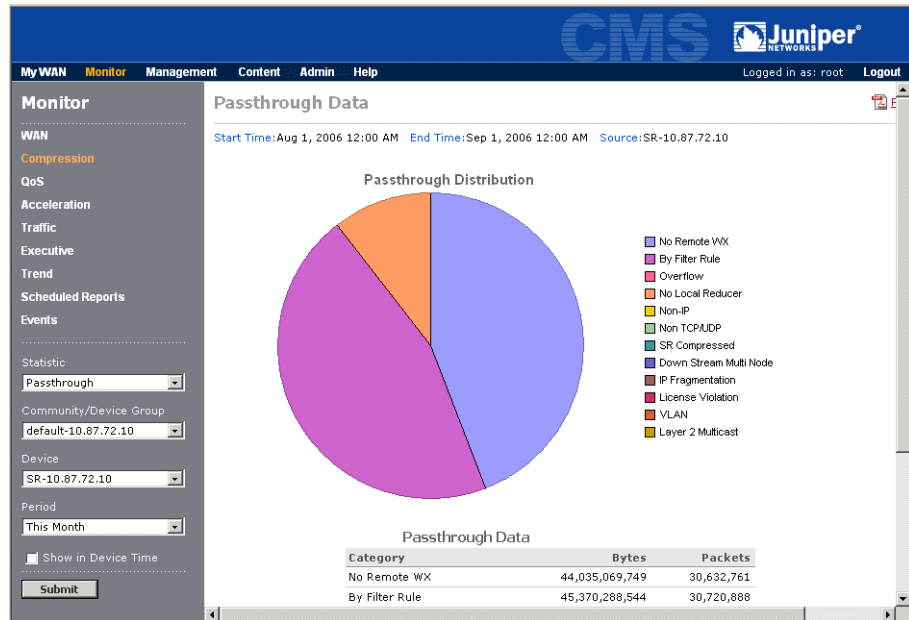 CMS
Juniper®
NETWORKS
My WAN Monitor Management Content Admin Help Logged in as: root Logout
Monitor
WAN
Compression
QoS
Acceleration
Traffic
Executive
Trend
Scheduled Reports
Events
Statistic
Passthrough
Community/Device Group
default-10.87.72.10
Device
SR-10.87.72.10
Period
This Month
Show in Device Time
Submit
Passthrough Data
Start Time:Aug 1, 2006 12:00 AM End Time:Sep 1, 2006 12:00 AM Source:SR-10.87.72.10
Passthrough Distribution
No Remote WX
By Filter Rule
Overflow
No Local Reducer
Non-IP
Non TCP/UDP
SR Compressed
Down Stream Multi Node
IP Fragmentation
License Violation
VLAN
Layer 2 Multicast
Passthrough Data
Category Bytes Packets
No Remote WX 44,035,069,749 30,632,761
By Filter Rule 45,370,288,544 30,720,888